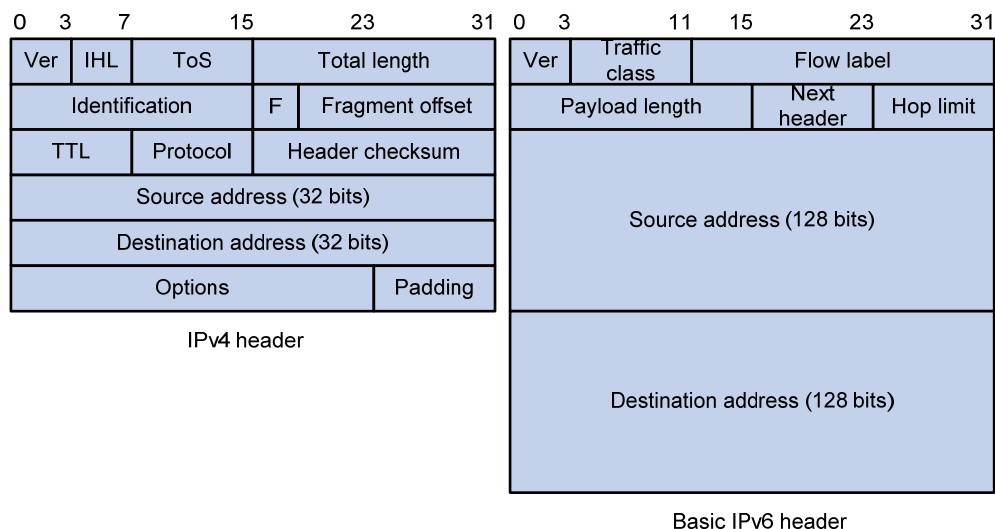 0 3 7 15 23 31
Ver IHL ToS Total length
Identification F Fragment offset
TTL Protocol Header checksum
Source address (32 bits)
Destination address (32 bits)
Options Padding
IPv4 header
0 3 11 15 23 31
Ver Traffic class Flow label
Payload length Next header Hop limit
Source address (128 bits)
Destination address (128 bits)
Basic IPv6 header